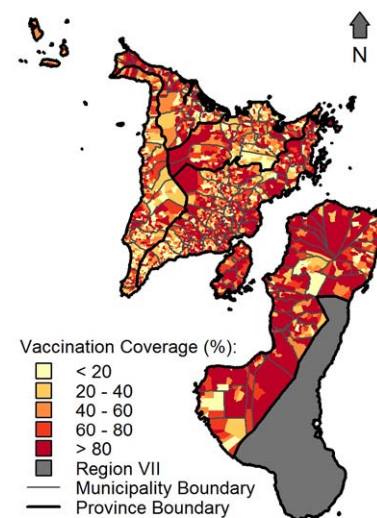 N
Vaccination Coverage (%):
< 20
20 - 40
40 - 60
60 - 80
> 80
Region VII
Municipality Boundary
Province Boundary